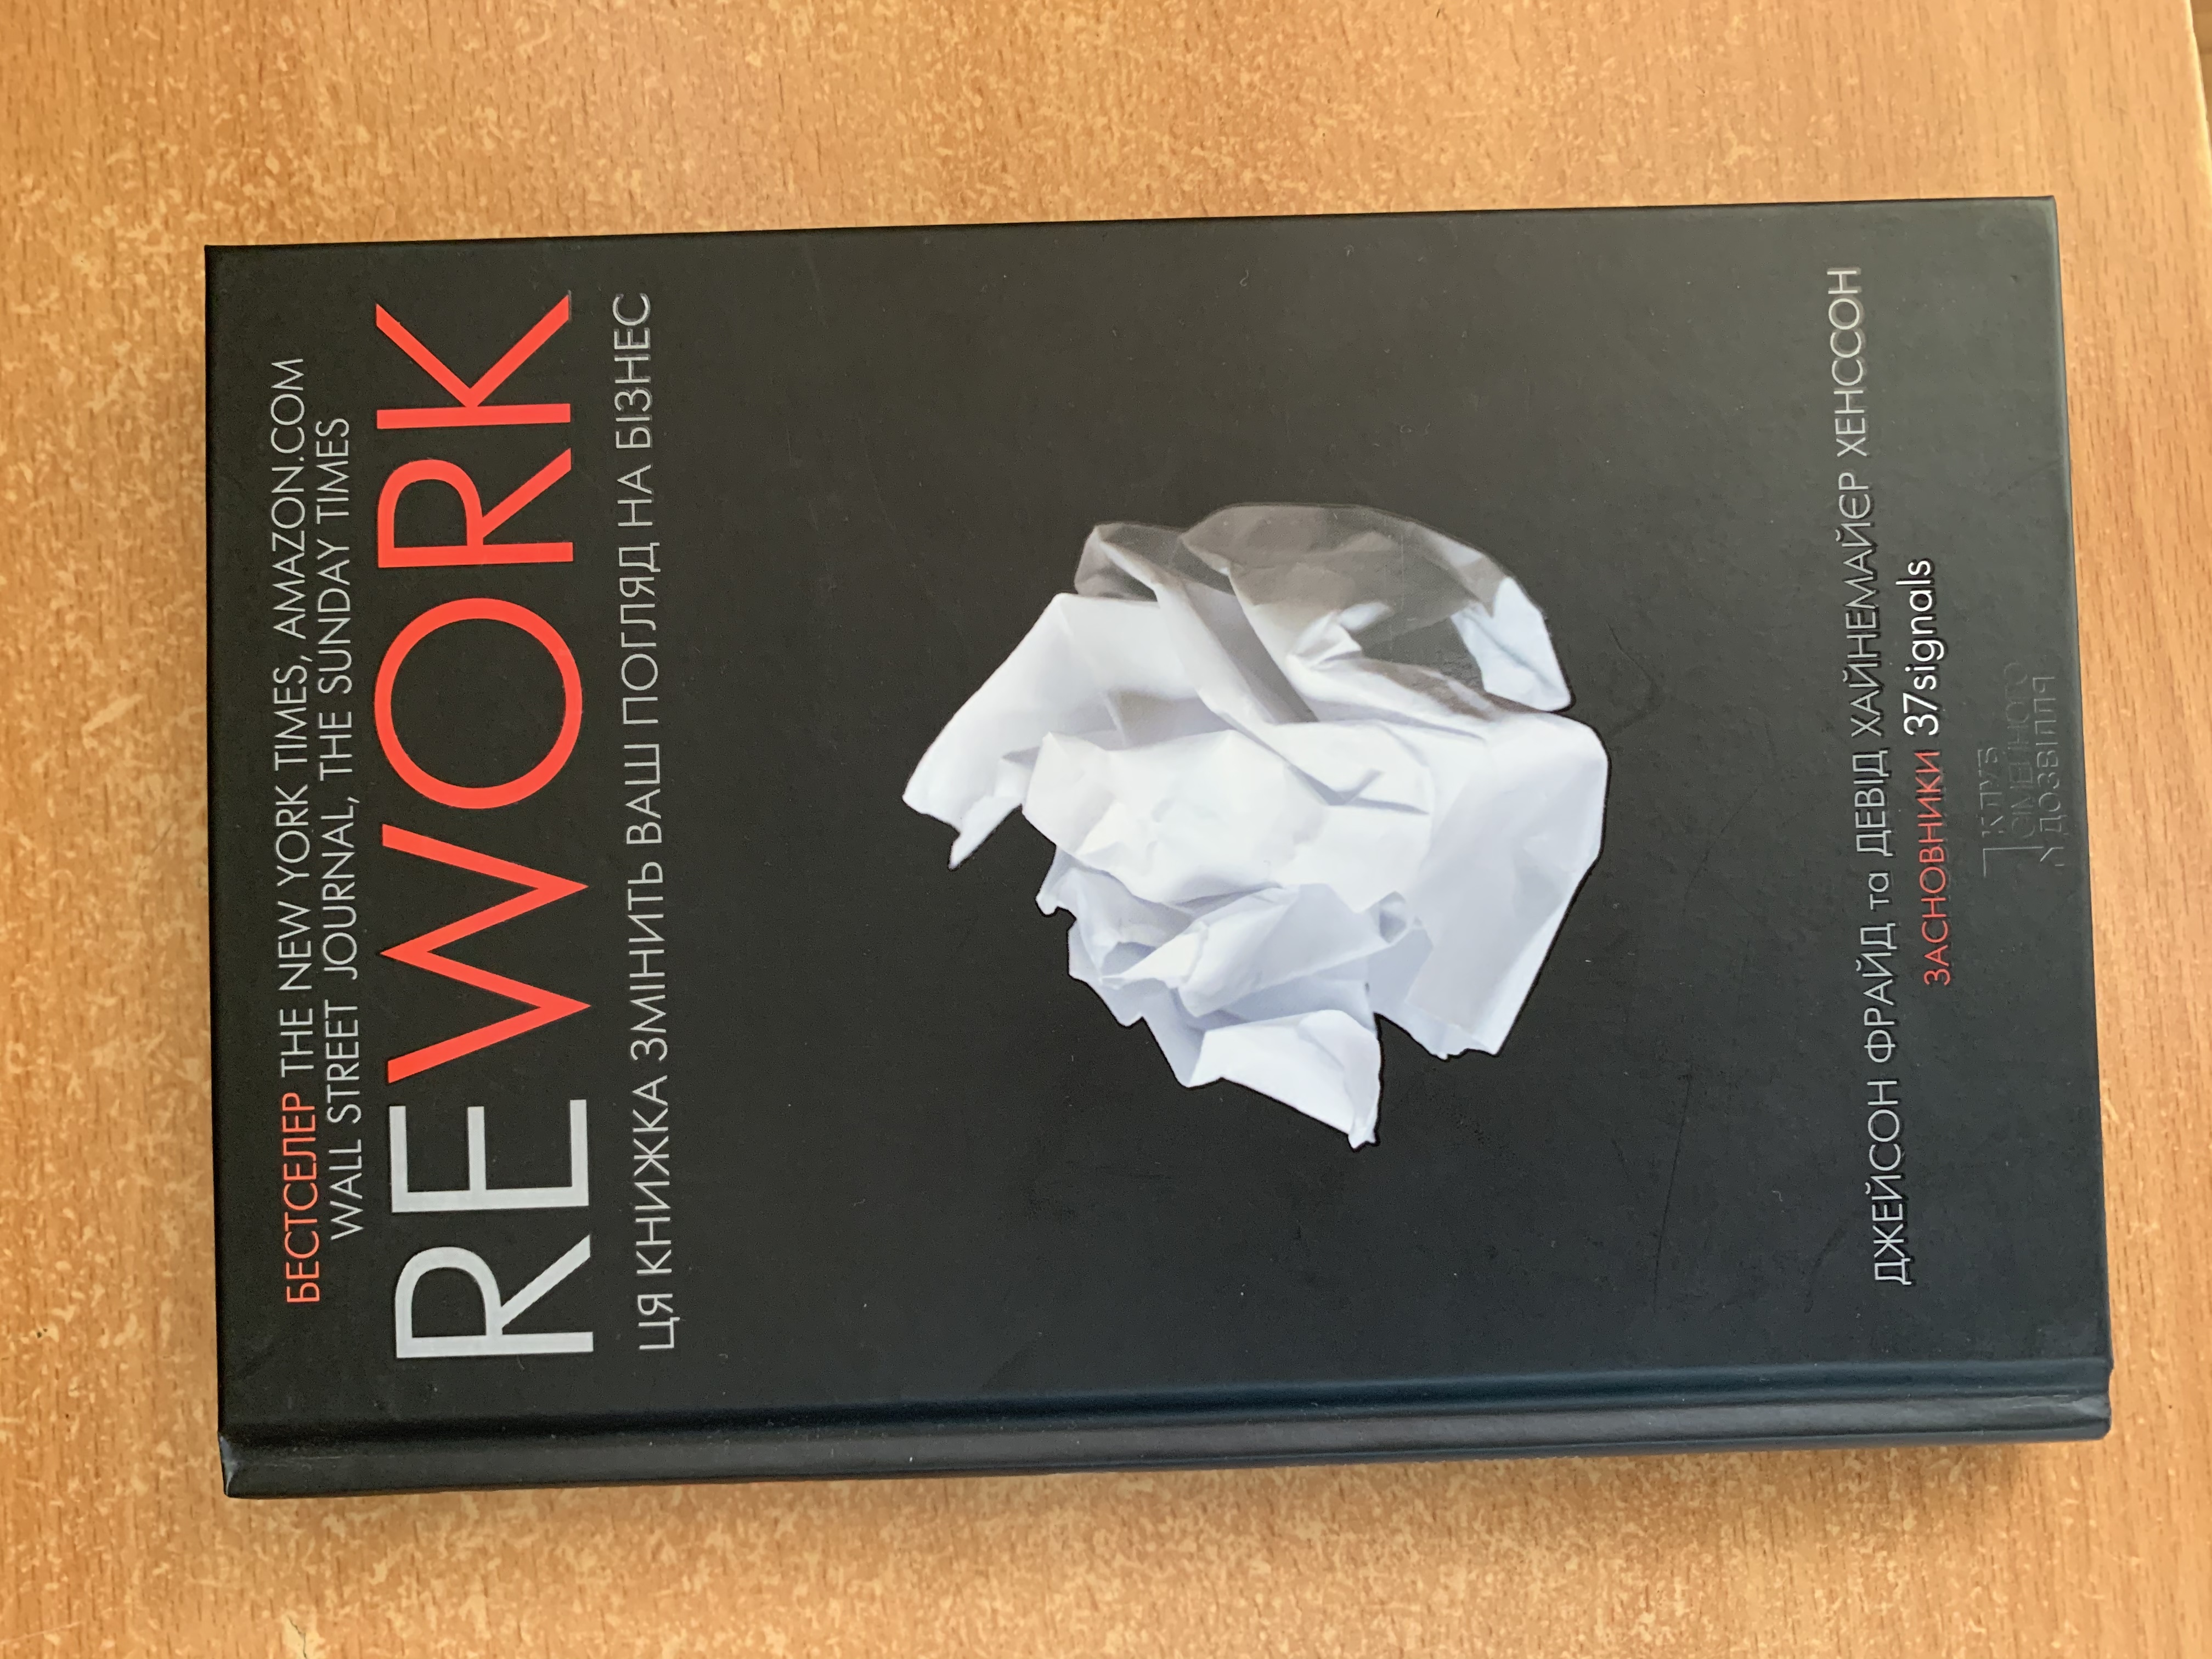 БЕСТСЕЛЕР THE NEW YORK TIMES, AMAZON.COM
WALL STREET JOURNAL, THE SUNDAY TIMES
REWORK
ЦЯ КНИЖКА ЗМІНИТЬ ВАШ ПОГЛЯД НА БІЗНЕС
ДЖЕЙСОН ФРАЙД та ДЕВІД ХАЙНЕМАЙЄР ХЕНССОН
ЗАСНОВНИКИ 37signals
КЛУБ
СІМЕЙНОГО
ДОЗВІЛЛЯ